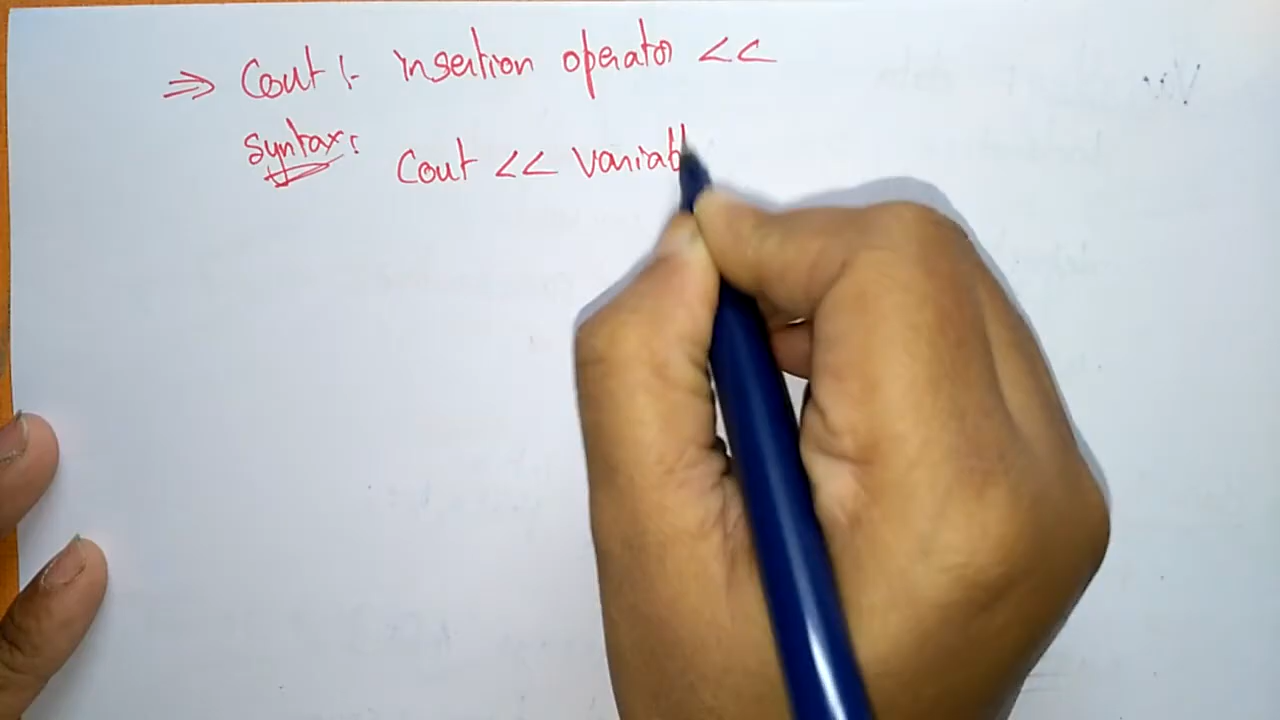 => Cout :- insertion operator <<
Syntax: Cout << variabl